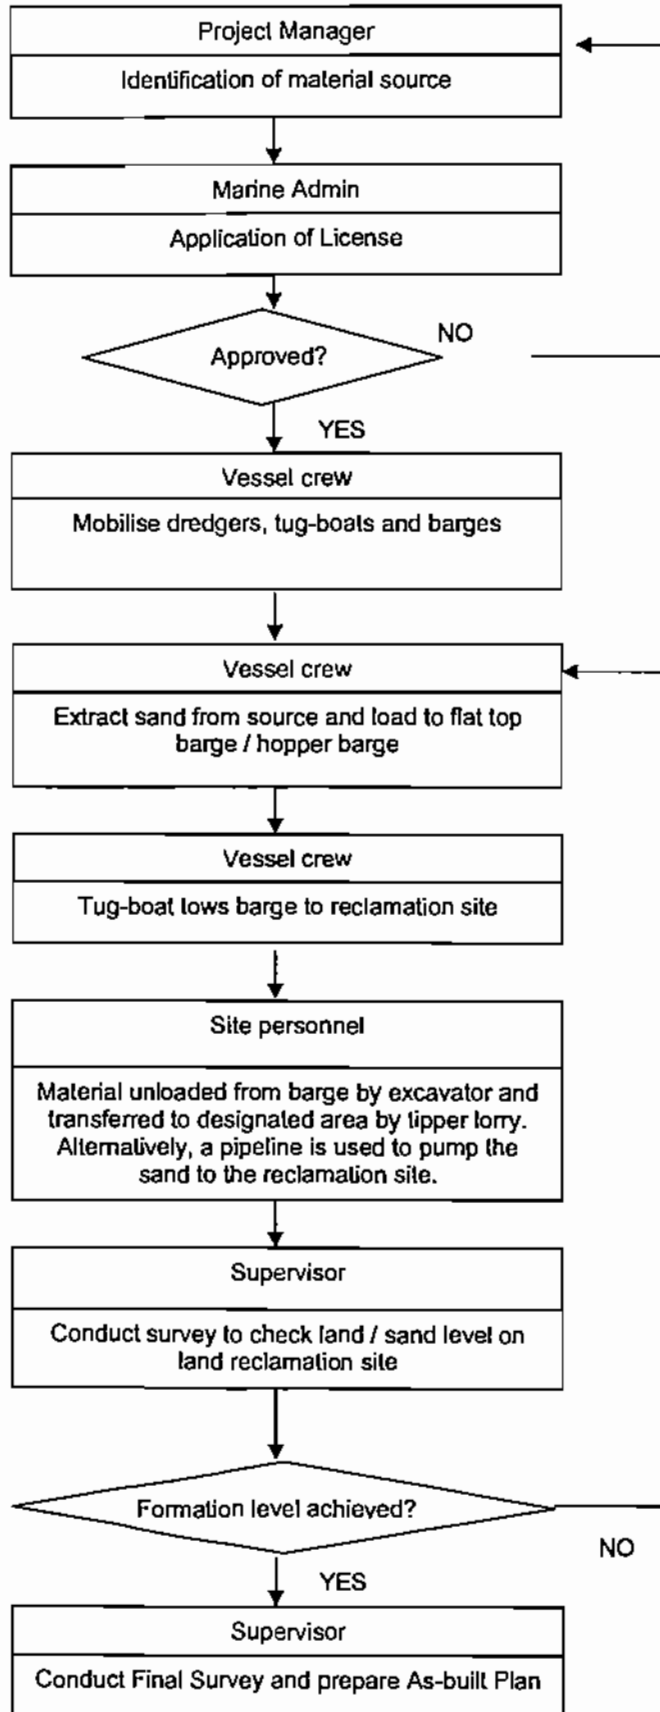 Project Manager
Identification of material source
Marine Admin
Application of License
Approved?
NO
YES
Vessel crew
Mobilise dredgers, tug-boats and barges
Vessel crew
Extract sand from source and load to flat top
barge / hopper barge
Vessel crew
Tug-boat tows barge to reclamation site
Site personnel
Material unloaded from barge by excavator and
transferred to designated area by tipper lorry.
Alternatively, a pipeline is used to pump the
sand to the reclamation site.
Supervisor
Conduct survey to check land / sand level on
land reclamation site
Formation level achieved?
NO
YES
Supervisor
Conduct Final Survey and prepare As-built Plan